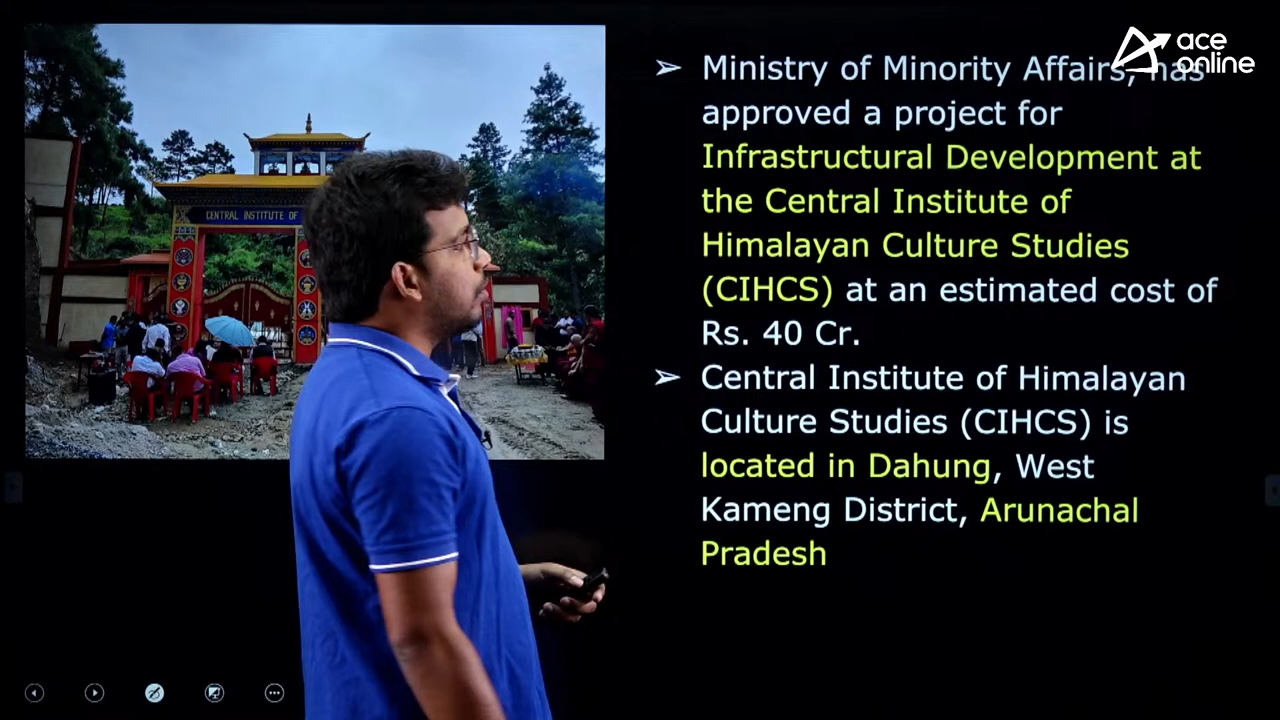 ace
online
CENTRAL INSTITUTE OF
➢ Ministry of Minority Affairs, has
approved a project for
Infrastructural Development at
the Central Institute of
Himalayan Culture Studies
(CIHCS) at an estimated cost of
Rs. 40 Cr.
➢ Central Institute of Himalayan
Culture Studies (CIHCS) is
located in Dahung, West
Kameng District, Arunachal
Pradesh